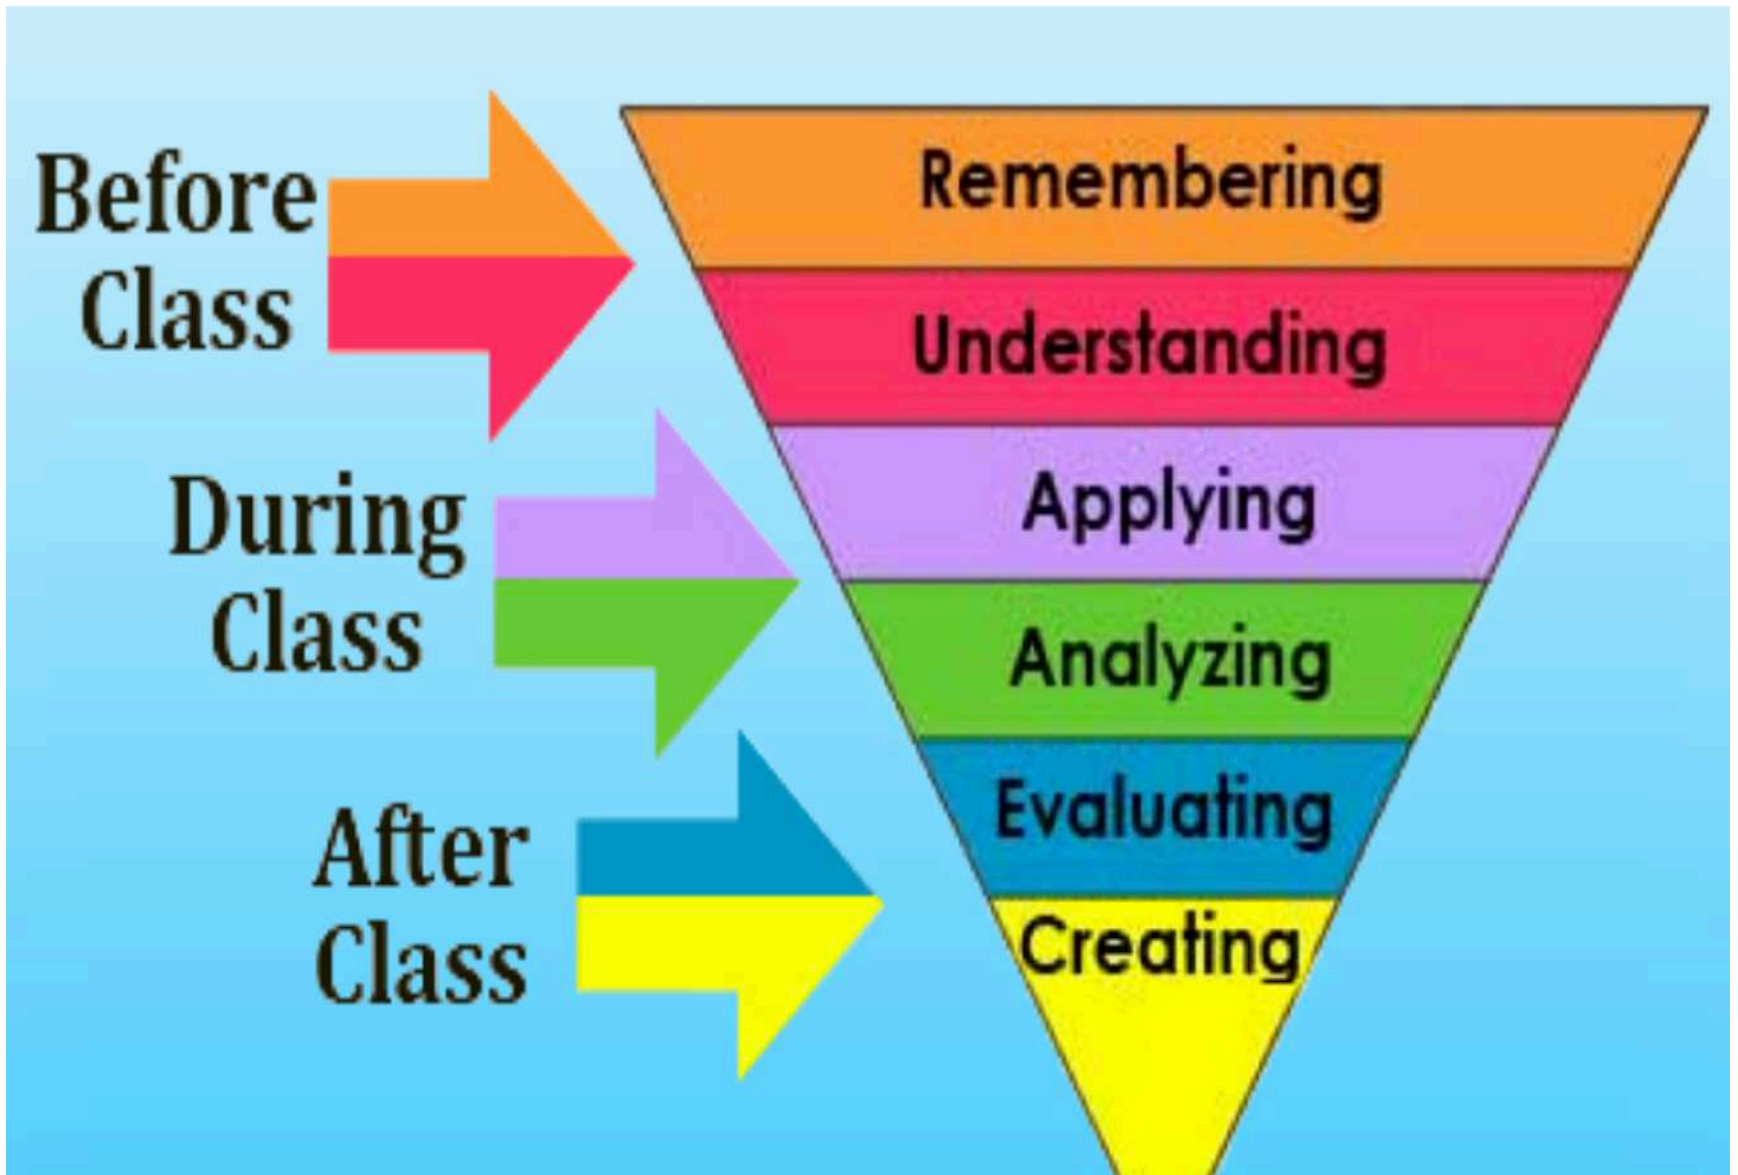 Before
Class
Remembering
Understanding
During
Class
Applying
Analyzing
After
Class
Evaluating
Creating